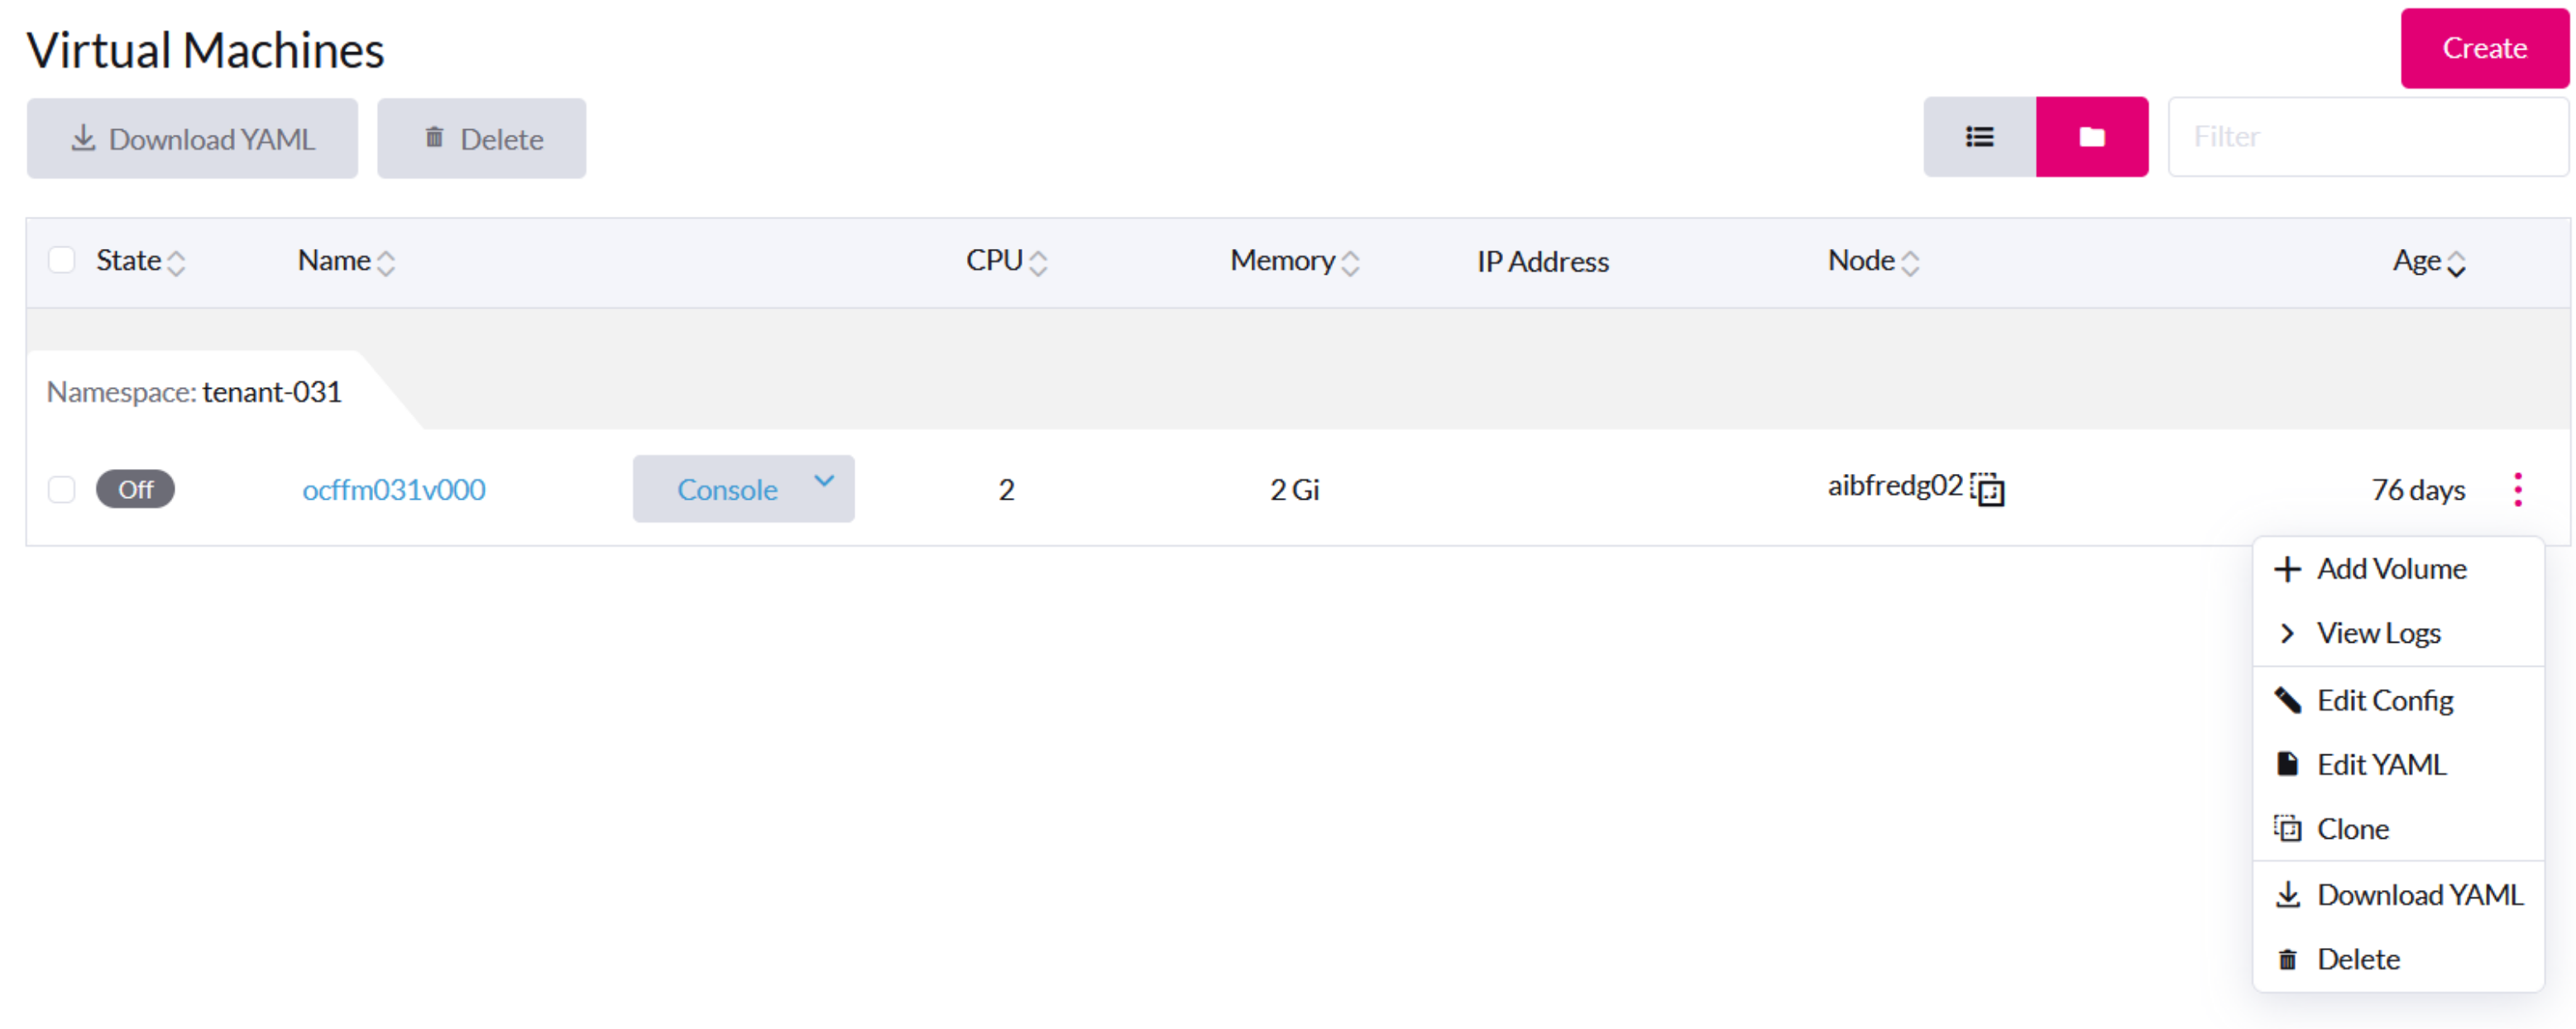 Virtual Machines
Create
Download YAML
Delete
Filter
State Name CPU Memory IP Address Node Age
Namespace: tenant-031
Off ocffm031v000 Console 2 2 Gi aibfredg02 76 days
Add Volume
View Logs
Edit Config
Edit YAML
Clone
Download YAML
Delete